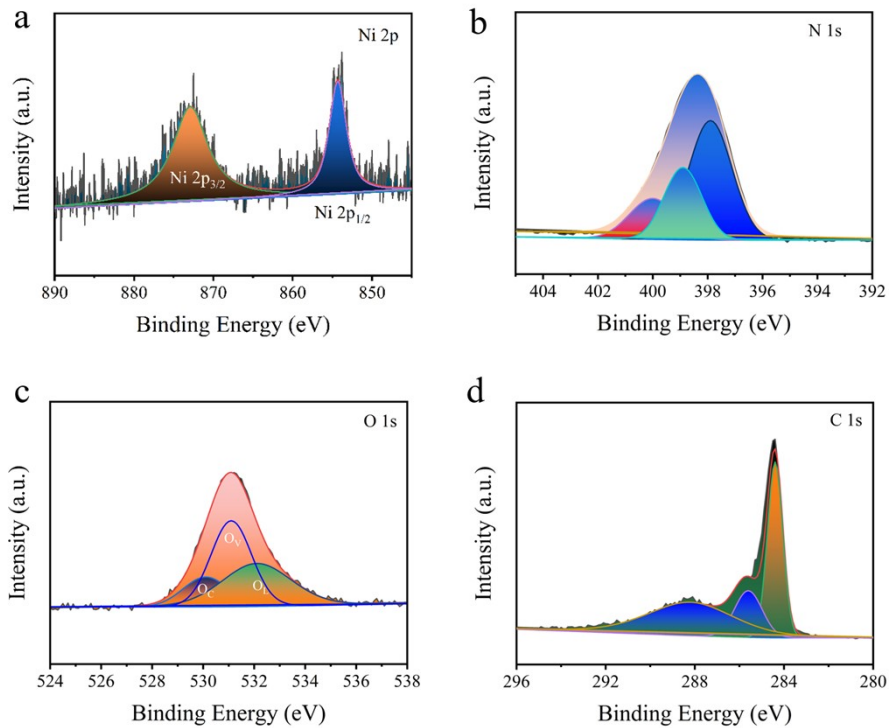 a
Ni 2p
Intensity (a.u.)
Ni 2p3/2
Ni 2p1/2
890 880 870 860 850
Binding Energy (eV)
b
N 1s
Intensity (a.u.)
404 402 400 398 396 394 392
Binding Energy (eV)
c
O 1s
Intensity (a.u.)
OV
OC
OL
524 526 528 530 532 534 536 538
Binding Energy (eV)
d
C 1s
Intensity (a.u.)
296 292 288 284 280
Binding Energy (eV)